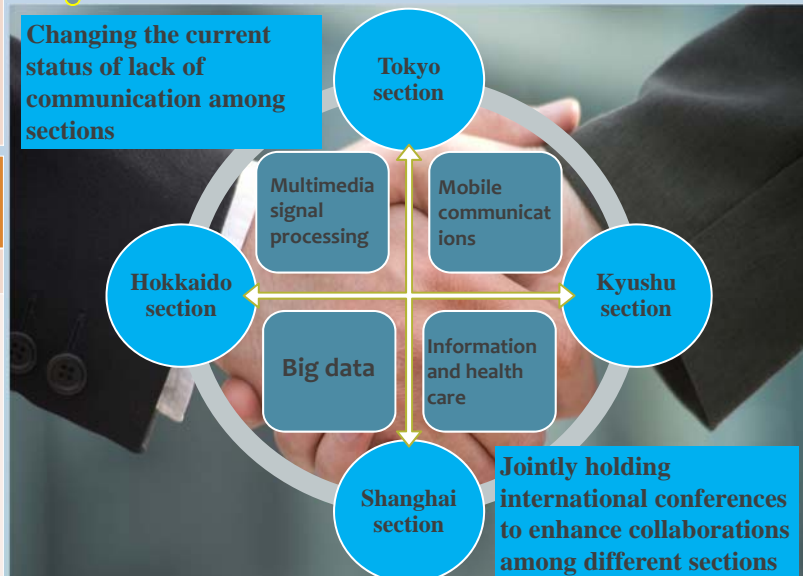 Changing the current
status of lack of
communication among
sections
Tokyo
section
Multimedia
signal
processing
Mobile
communicat
ions
Hokkaido
section
Kyushu
section
Big data
Information
and health
care
Shanghai
section
Jointly holding
international conferences
to enhance collaborations
among different sections